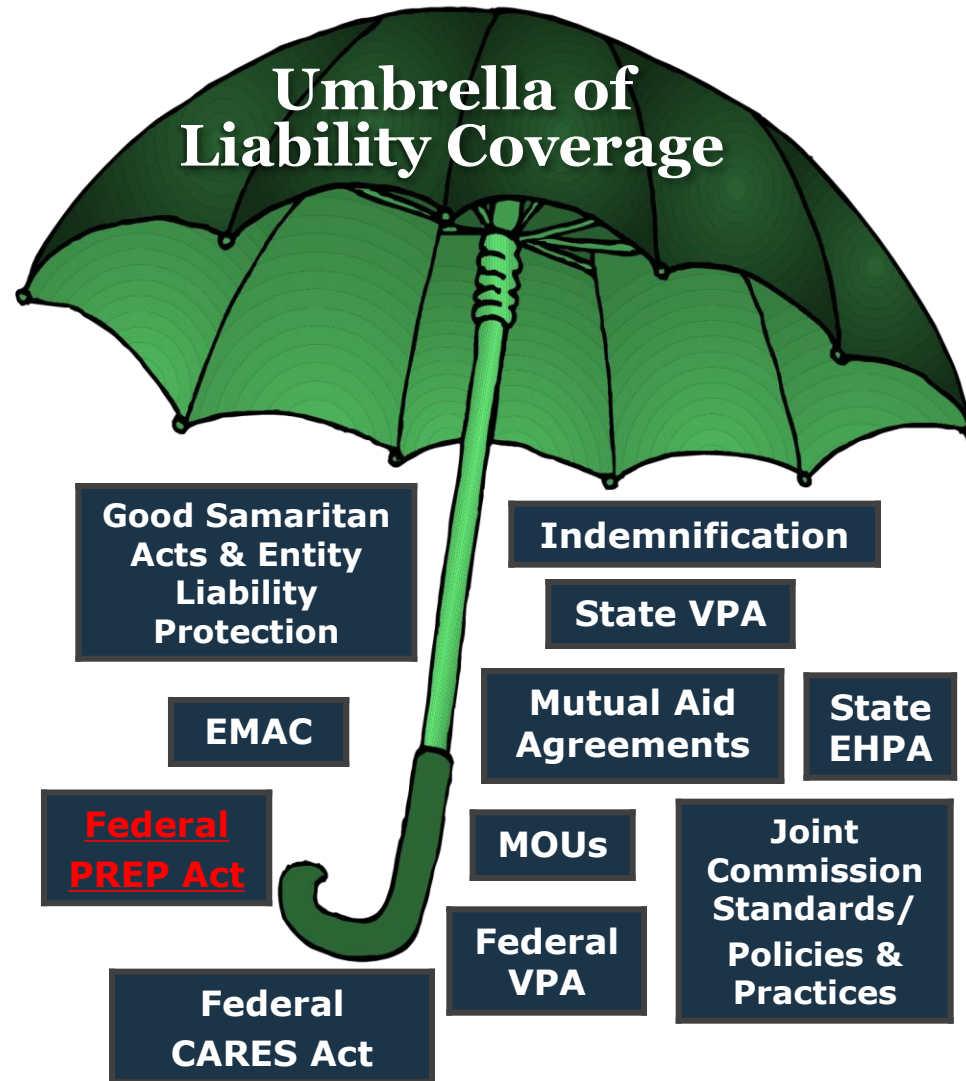 Umbrella of
Liability Coverage
Good Samaritan
Acts & Entity
Liability
Protection
Indemnification
State VPA
EMAC
Mutual Aid
Agreements
State
EHPA
Federal
PREP Act
MOUs
Joint
Commission
Standards/
Policies &
Practices
Federal
VPA
Federal
CARES Act